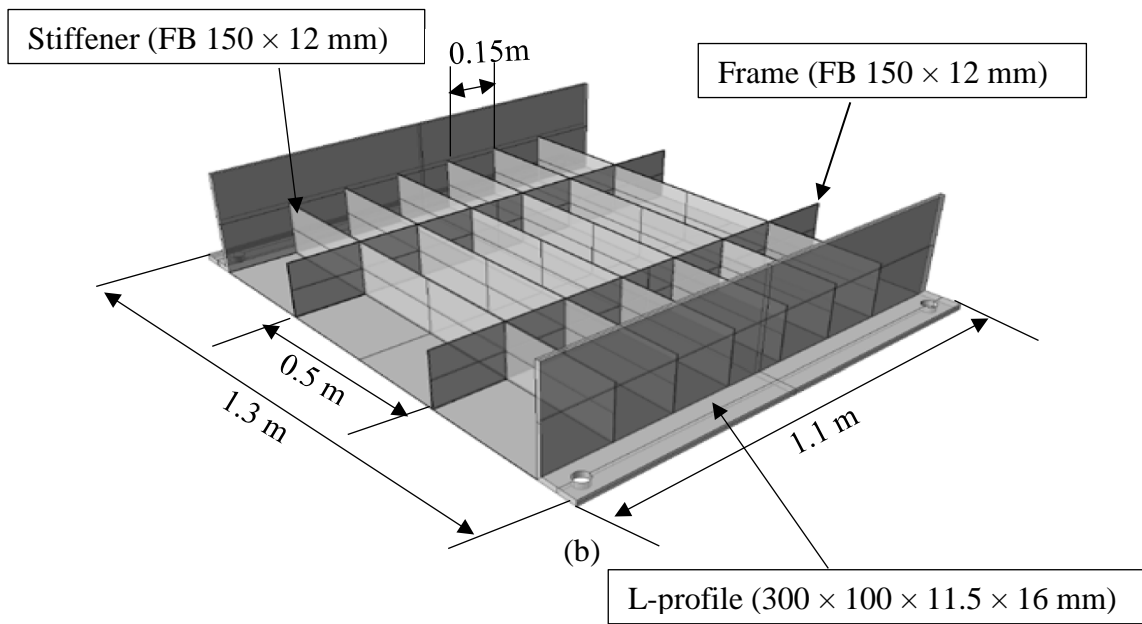 Stiffener (FB 150 × 12 mm)
0.15m
Frame (FB 150 × 12 mm)
0.5 m
1.3 m
1.1 m
(b)
L-profile (300 × 100 × 11.5 × 16 mm)